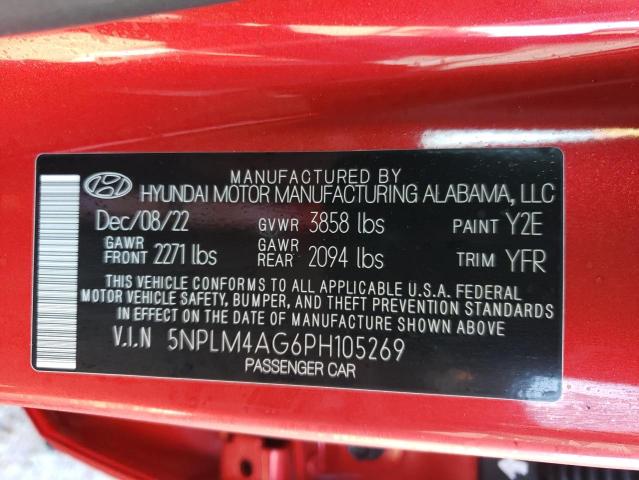 MANUFACTURED BY
HYUNDAI MOTOR MANUFACTURING ALABAMA, LLC
Dec/08/22 GVWR 3858 lbs PAINT Y2E
GAWR FRONT 2271 lbs GAWR REAR 2094 lbs TRIM YFR
THIS VEHICLE CONFORMS TO ALL APPLICABLE U.S.A. FEDERAL
MOTOR VEHICLE SAFETY, BUMPER, AND THEFT PREVENTION STANDARDS
IN EFFECT ON THE DATE OF MANUFACTURE SHOWN ABOVE
V.I.N 5NPLM4AG6PH105269
PASSENGER CAR